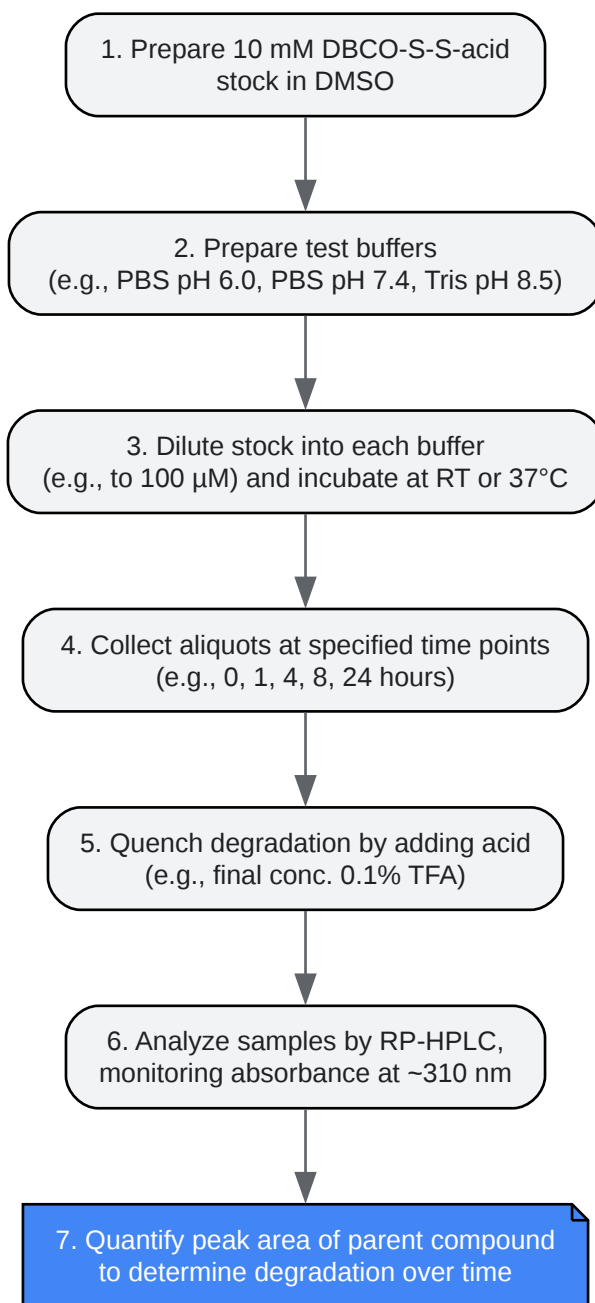 1. Prepare 10 mM DBCO-S-S-acid
stock in DMSO
2. Prepare test buffers
(e.g., PBS pH 6.0, PBS pH 7.4, Tris pH 8.5)
3. Dilute stock into each buffer
(e.g., to 100 µM) and incubate at RT or 37°C
4. Collect aliquots at specified time points
(e.g., 0, 1, 4, 8, 24 hours)
5. Quench degradation by adding acid
(e.g., final conc. 0.1% TFA)
6. Analyze samples by RP-HPLC,
monitoring absorbance at ~310 nm
7. Quantify peak area of parent compound
to determine degradation over time